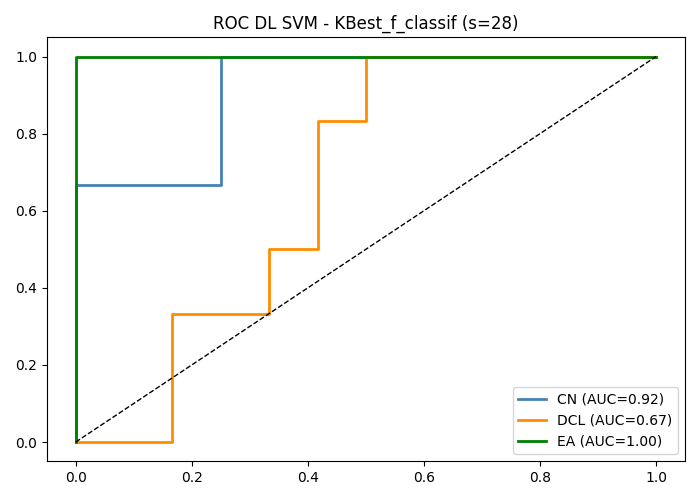 ROC DL SVM - KBest_f_classif (s=28)
1.0
0.8
0.6
0.4
0.2
0.0
0.0 0.2 0.4 0.6 0.8 1.0
CN (AUC=0.92)
DCL (AUC=0.67)
EA (AUC=1.00)